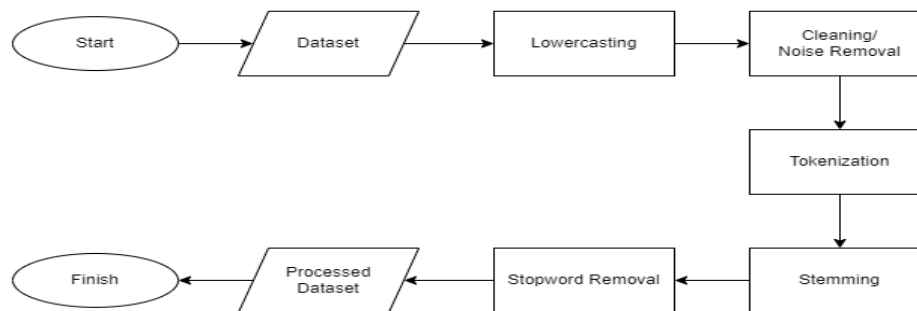 Start
Dataset
Lowercasting
Cleaning/
Noise Removal
Tokenization
Stemming
Stopword Removal
Processed
Dataset
Finish